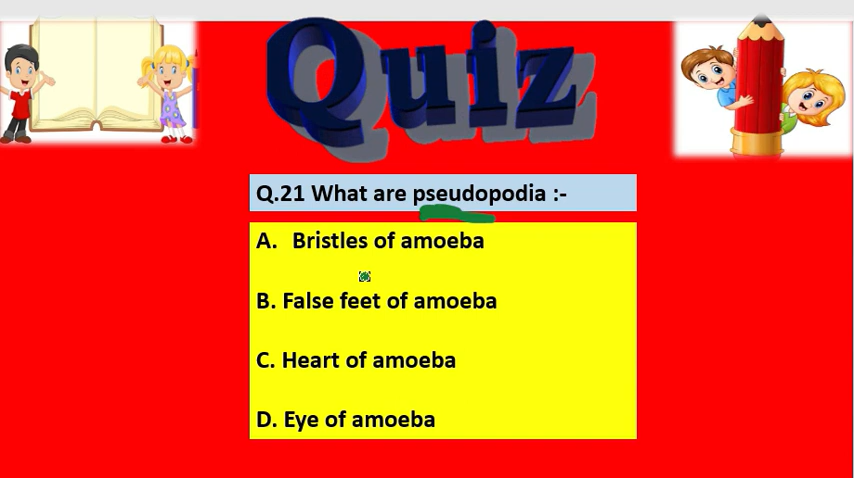 Quiz
Q.21 What are pseudopodia :-
A. Bristles of amoeba
B. False feet of amoeba
C. Heart of amoeba
D. Eye of amoeba